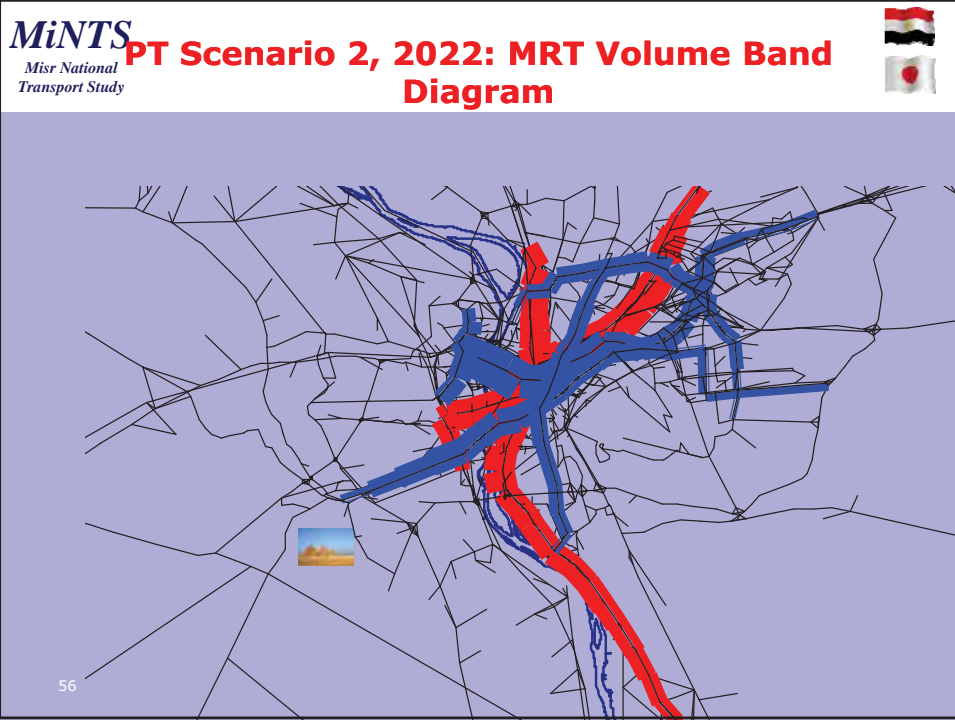 MiNTS
Misr National
Transport Study
PT Scenario 2, 2022: MRT Volume Band
Diagram
56